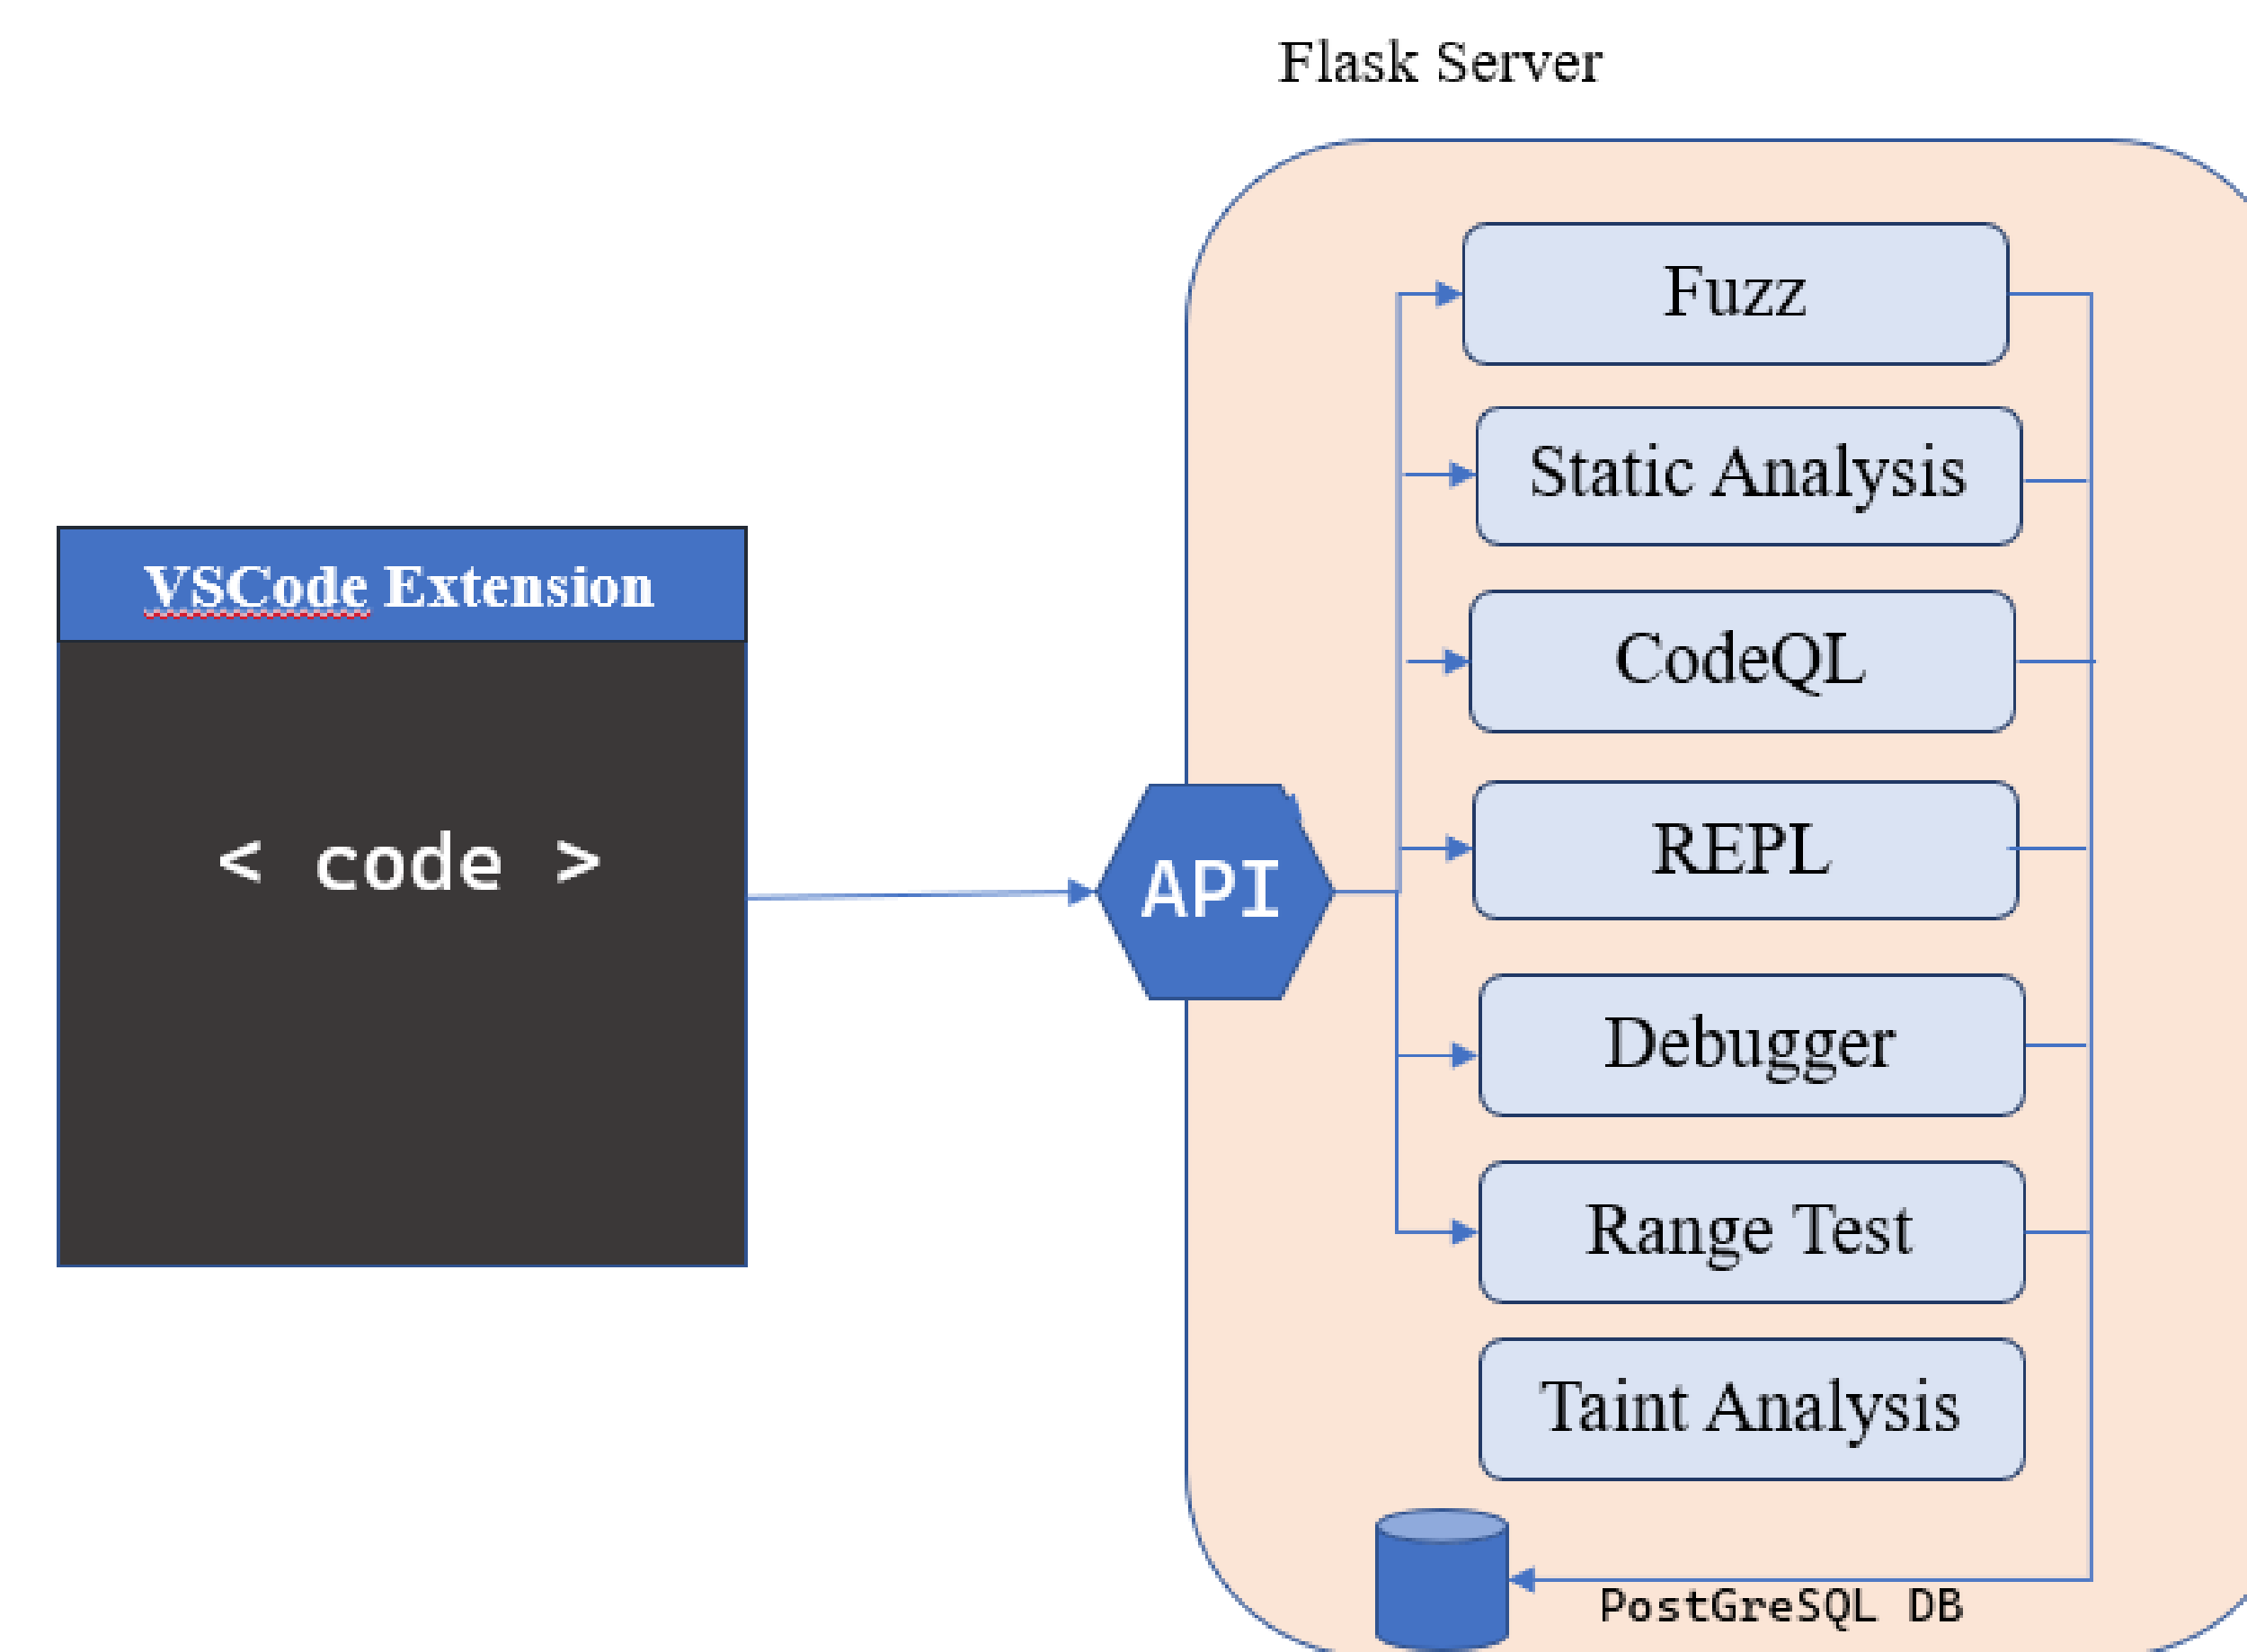 Flask Server
Fuzz
Static Analysis
VSCode Extension
CodeQL
< code >
API
REPL
Debugger
Range Test
Taint Analysis
PostGreSQL DB